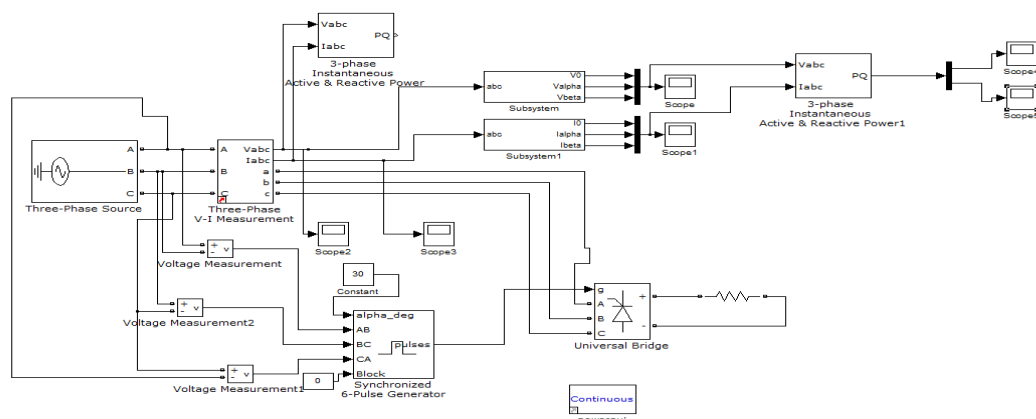 Vabc
Iabc
PQ
3-phase
Instantaneous
Active & Reactive Power
abc
V0
Valpha
Vbeta
Subsystem
Scope
abc
I0
Ialpha
Ibeta
Subsystem1
Scope1
Vabc
Iabc
PQ
3-phase
Instantaneous
Active & Reactive Power1
Scope4
Scope5
A
B
C
Three-Phase Source
A
B
C
Vabc
Iabc
a
b
c
Three-Phase
V-I Measurement
Scope2
Scope3
+
-
v
Voltage Measurement
30
Constant
+
-
v
Voltage Measurement2
alpha_deg
AB
BC
CA
Block
pulses
Synchronized
6-Pulse Generator
+
-
v
Voltage Measurement1
0
g
A
B
C
+
-
Universal Bridge
Continuous